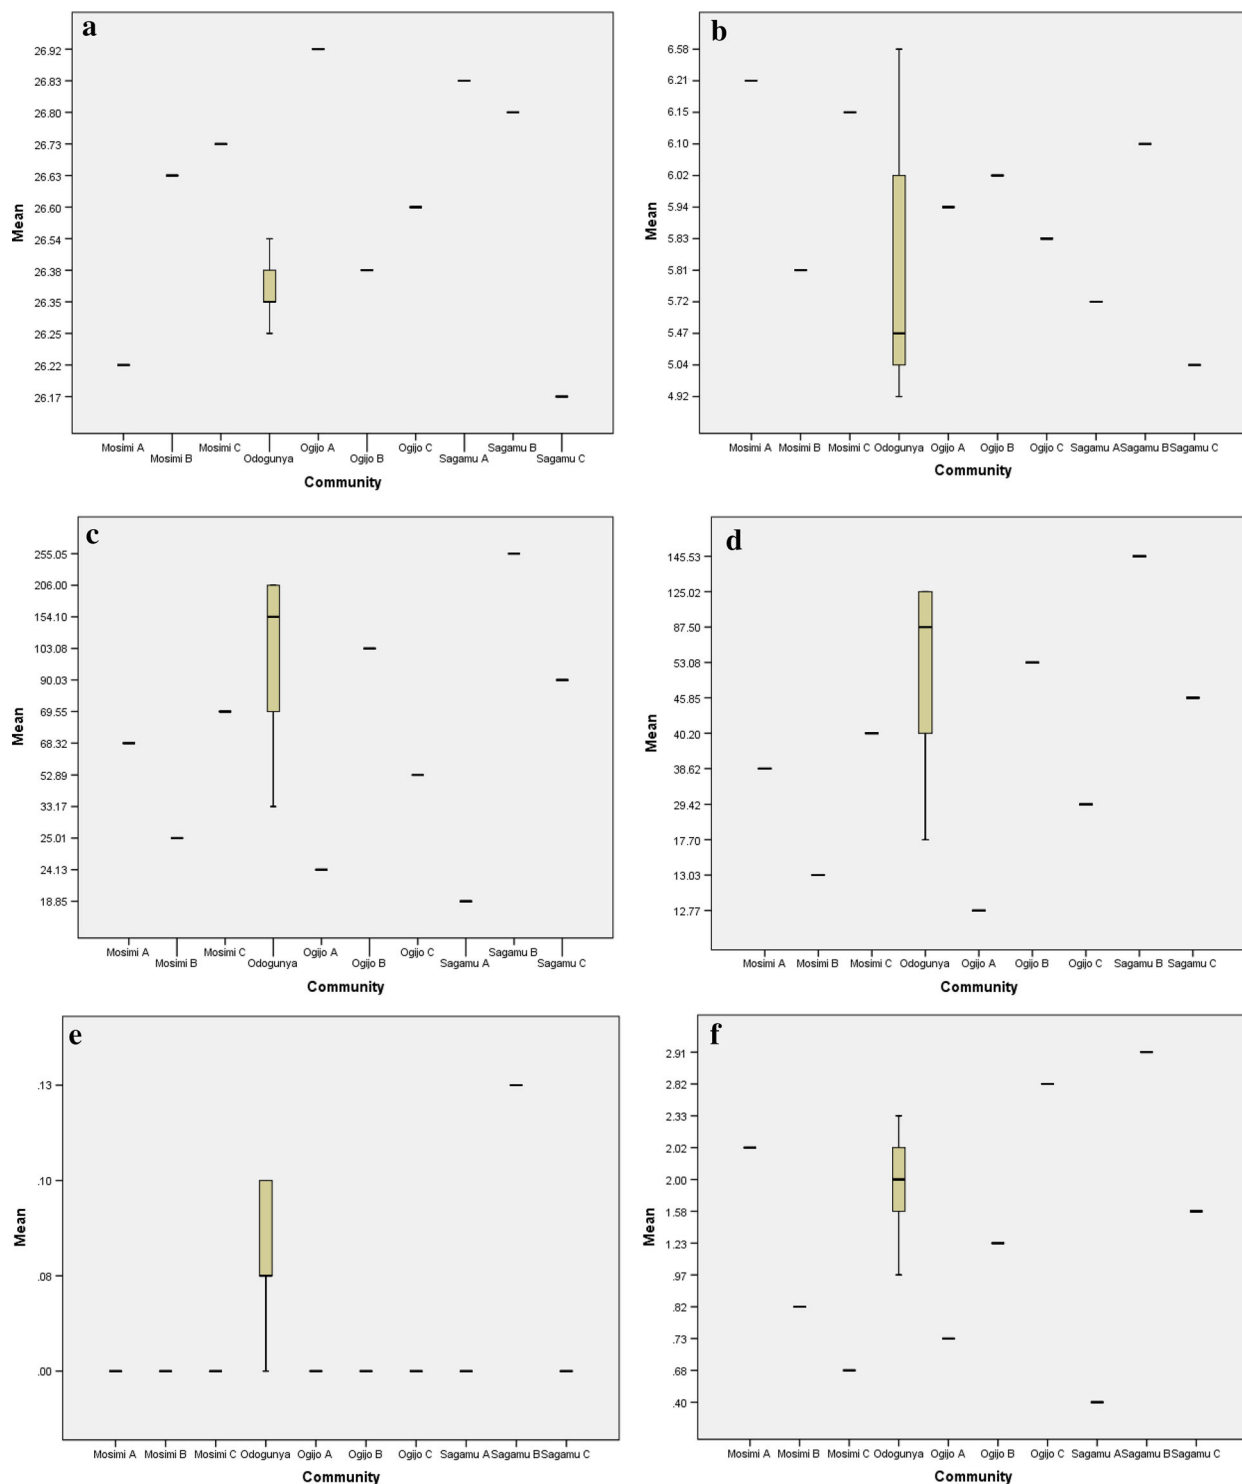 a
26.92
26.83
26.80
26.73
26.63
26.60
26.54
26.38
26.35
26.25
26.22
26.17
Mean
Mosimi A Mosimi B Mosimi C Odogunya Ogijo A Ogijo B Ogijo C Sagamu A Sagamu B Sagamu C
Community
b
6.58
6.21
6.15
6.10
6.02
5.94
5.83
5.81
5.72
5.47
5.04
4.92
Mean
Mosimi A Mosimi B Mosimi C Odogunya Ogijo A Ogijo B Ogijo C Sagamu A Sagamu B Sagamu C
Community
c
255.05
206.00
154.10
103.08
90.03
69.55
68.32
52.89
33.17
25.01
24.13
18.85
Mean
Mosimi A Mosimi B Mosimi C Odogunya Ogijo A Ogijo B Ogijo C Sagamu A Sagamu B Sagamu C
Community
d
145.53
125.02
87.50
53.08
45.85
40.20
38.62
29.42
17.70
13.03
12.77
Mean
Mosimi A Mosimi B Mosimi C Odogunya Ogijo A Ogijo B Ogijo C Sagamu B Sagamu C
Community
e
.13
.10
.08
.00
Mean
Mosimi A Mosimi B Mosimi C Odogunya Ogijo A Ogijo B Ogijo C Sagamu A Sagamu B Sagamu C
Community
f
2.91
2.82
2.33
2.02
2.00
1.58
1.23
.97
.82
.73
.68
.40
Mean
Mosimi A Mosimi B Mosimi C Odogunya Ogijo A Ogijo B Ogijo C Sagamu A Sagamu B Sagamu C
Community